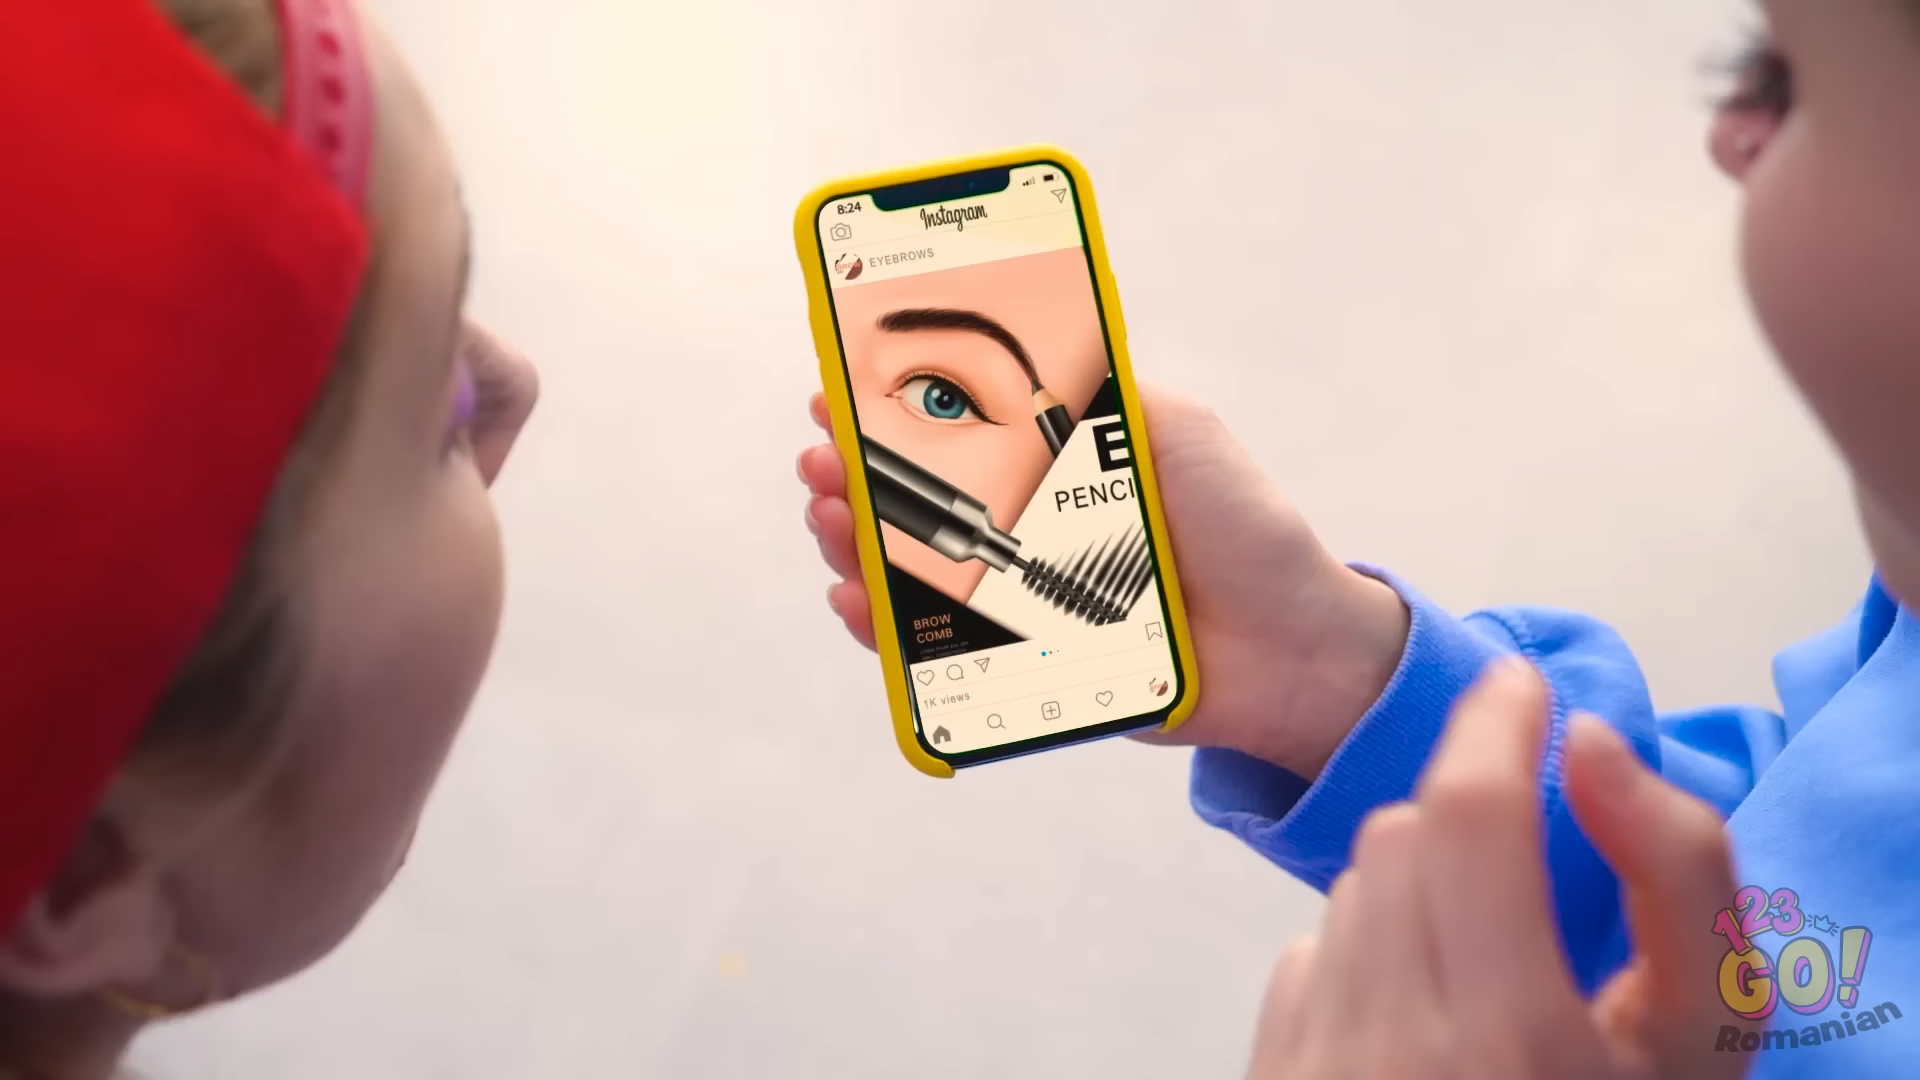 8:24
Instagram
EYEBROWS
E
PENCI
BROW
COMB
1K views
123
GO!
Romanian